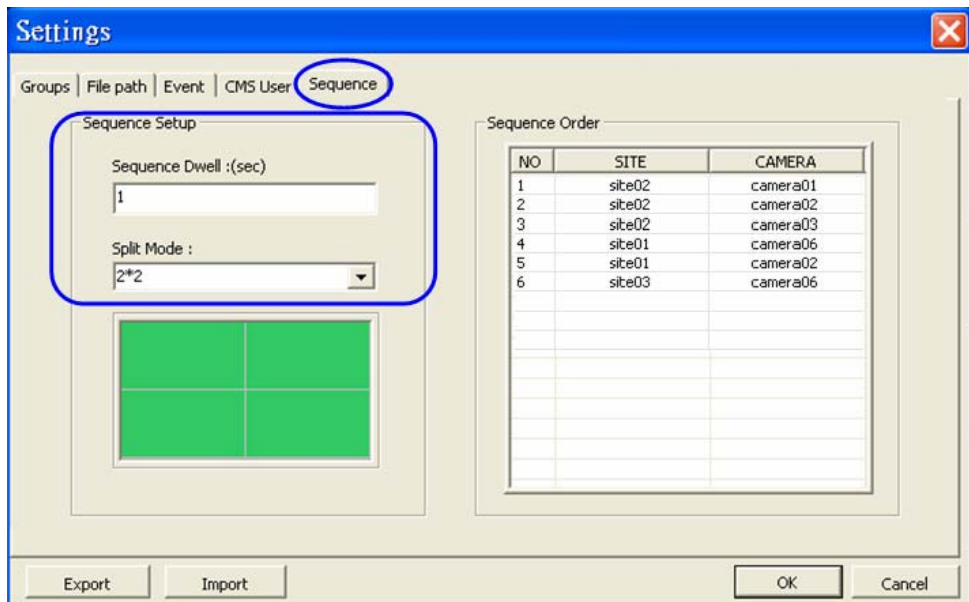 Settings
Groups File path Event CMS User Sequence
Sequence Setup
Sequence Dwell :(sec)
1
Split Mode :
2*2
Sequence Order
NO SITE CAMERA
1 site02 camera01
2 site02 camera02
3 site02 camera03
4 site01 camera06
5 site01 camera02
6 site03 camera06
Export Import OK Cancel